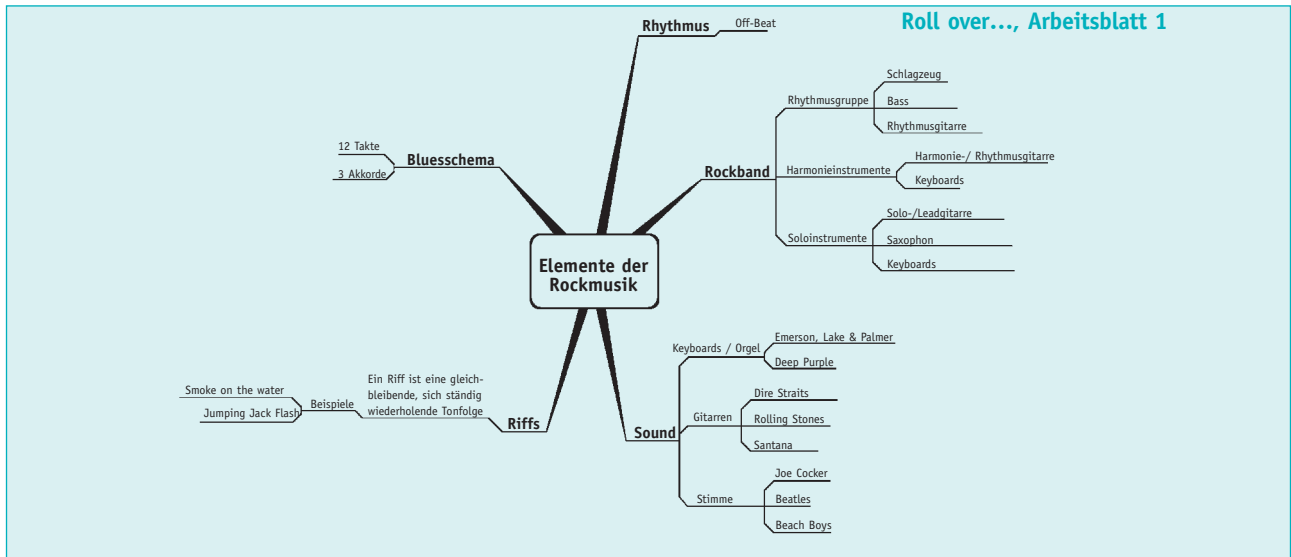 Roll over..., Arbeitsblatt 1
Rhythmus
Off-Beat
Rockband
Rhythmusgruppe
Schlagzeug
Bass
Rhythmusgitarre
Harmonieinstrumente
Harmonie-/ Rhythmusgitarre
Keyboards
Soloinstrumente
Solo-/Leadgitarre
Saxophon
Keyboards
Bluesschema
12 Takte
3 Akkorde
Elemente der
Rockmusik
Riffs
Ein Riff ist eine gleich-
bleibende, sich ständig
wiederholende Tonfolge
Beispiele
Smoke on the water
Jumping Jack Flash
Sound
Keyboards / Orgel
Emerson, Lake & Palmer
Deep Purple
Gitarren
Dire Straits
Rolling Stones
Santana
Stimme
Joe Cocker
Beatles
Beach Boys